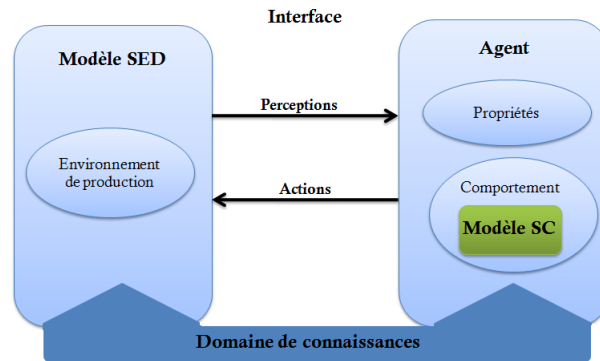 Interface
Modèle SED
Agent
Perceptions
Propriétés
Environnement
de production
Actions
Comportement
Modèle SC
Domaine de connaissances